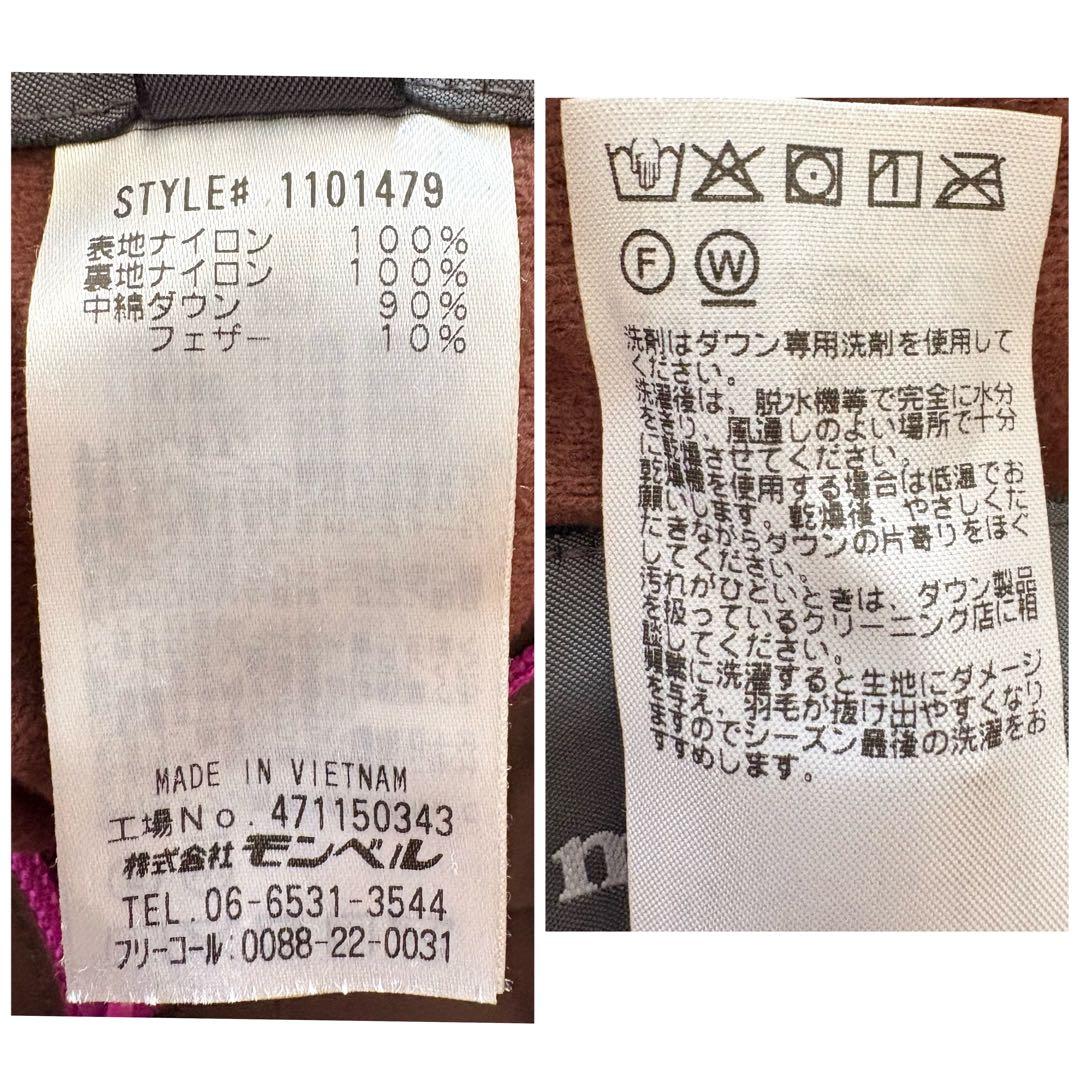 STYLE# 1101479
表地ナイロン 100%
裏地ナイロン 100%
中綿ダウン 90%
フェザー 10%
MADE IN VIETNAM
工場No. 471150343
株式会社 モンベル
TEL. 06-6531-3544
フリーコール:0088-22-0031
F W
洗剤はダウン専用洗剤を使用して
ください。
洗濯後は、脱水機等で完全に水分
をきり、風通しのよい場所で十分
に乾燥させてください。
乾燥機を使用する場合は低温でお
願いします。乾燥後、やさしくた
たきながらダウンの片寄りをほぐ
してください。
汚れがひどいときは、ダウン製品
を扱っているクリーニング店に相
談してください。
頻繁に洗濯すると生地にダメージ
を与え、羽毛が抜け出やすくなり
ますのでシーズン最後の洗濯をお
すすめします。
m